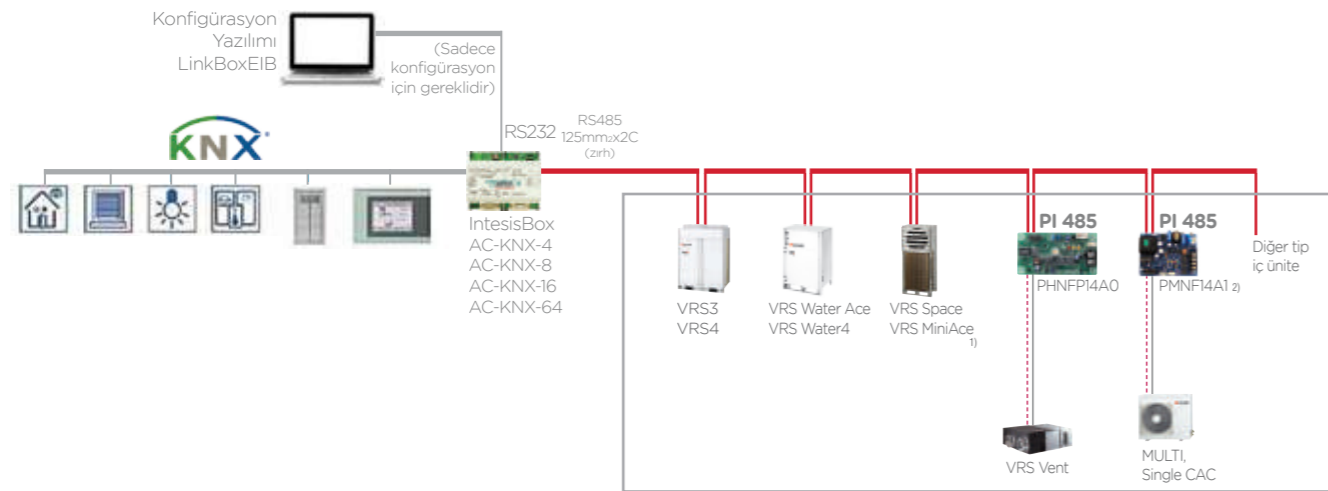 Konfigürasyon
Yazılımı
LinkBoxEIB
(Sadece
konfigürasyon
için gereklidir)
KNX
RS232
RS485
125mm2x2C
(zırh)
IntesisBox
AC-KNX-4
AC-KNX-8
AC-KNX-16
AC-KNX-64
VRS3
VRS4
VRS Water Ace
VRS Water4
VRS Space
VRS MiniAce
1)
PI 485
PHNFP14A0
PI 485
PMNF14A1 2)
Diğer tip
iç ünite
VRS Vent
MULTI,
Single CAC